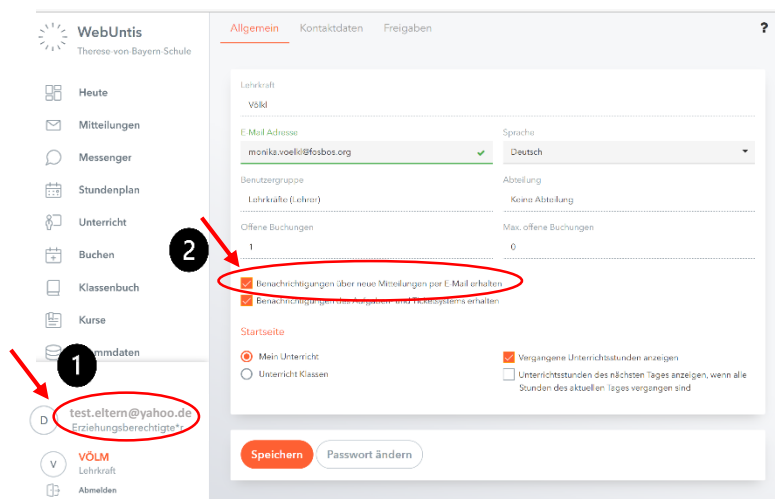 WebUntis
Therese-von-Bayern-Schule
Heute
Mitteilungen
Messenger
Stundenplan
Unterricht
Buchen
Klassenbuch
Kurse
mmdaten
1
test.eltern@yahoo.de
D
Erziehungsberechtigte*r
VÖLM
V
Lehrkraft
Abmelden
Allgemein Kontaktdaten Freigaben ?
Lehrkraft
Völkl
E-Mail Adresse Sprache
monika.voelkl@fosbos.org Deutsch
Benutzergruppe Abteilung
Lehrkräfte (Lehrer) Keine Abteilung
Offene Buchungen Max. offene Buchungen
1 0
2
Benachrichtigungen über neue Mitteilungen per E-Mail erhalten
Benachrichtigungen des Aufgaben- und Ticketsystems erhalten
Startseite
Mein Unterricht Vergangene Unterrichtsstunden anzeigen
Unterricht Klassen Unterrichtsstunden des nächsten Tages anzeigen, wenn alle
Stunden des aktuellen Tages vergangen sind
Speichern Passwort ändern